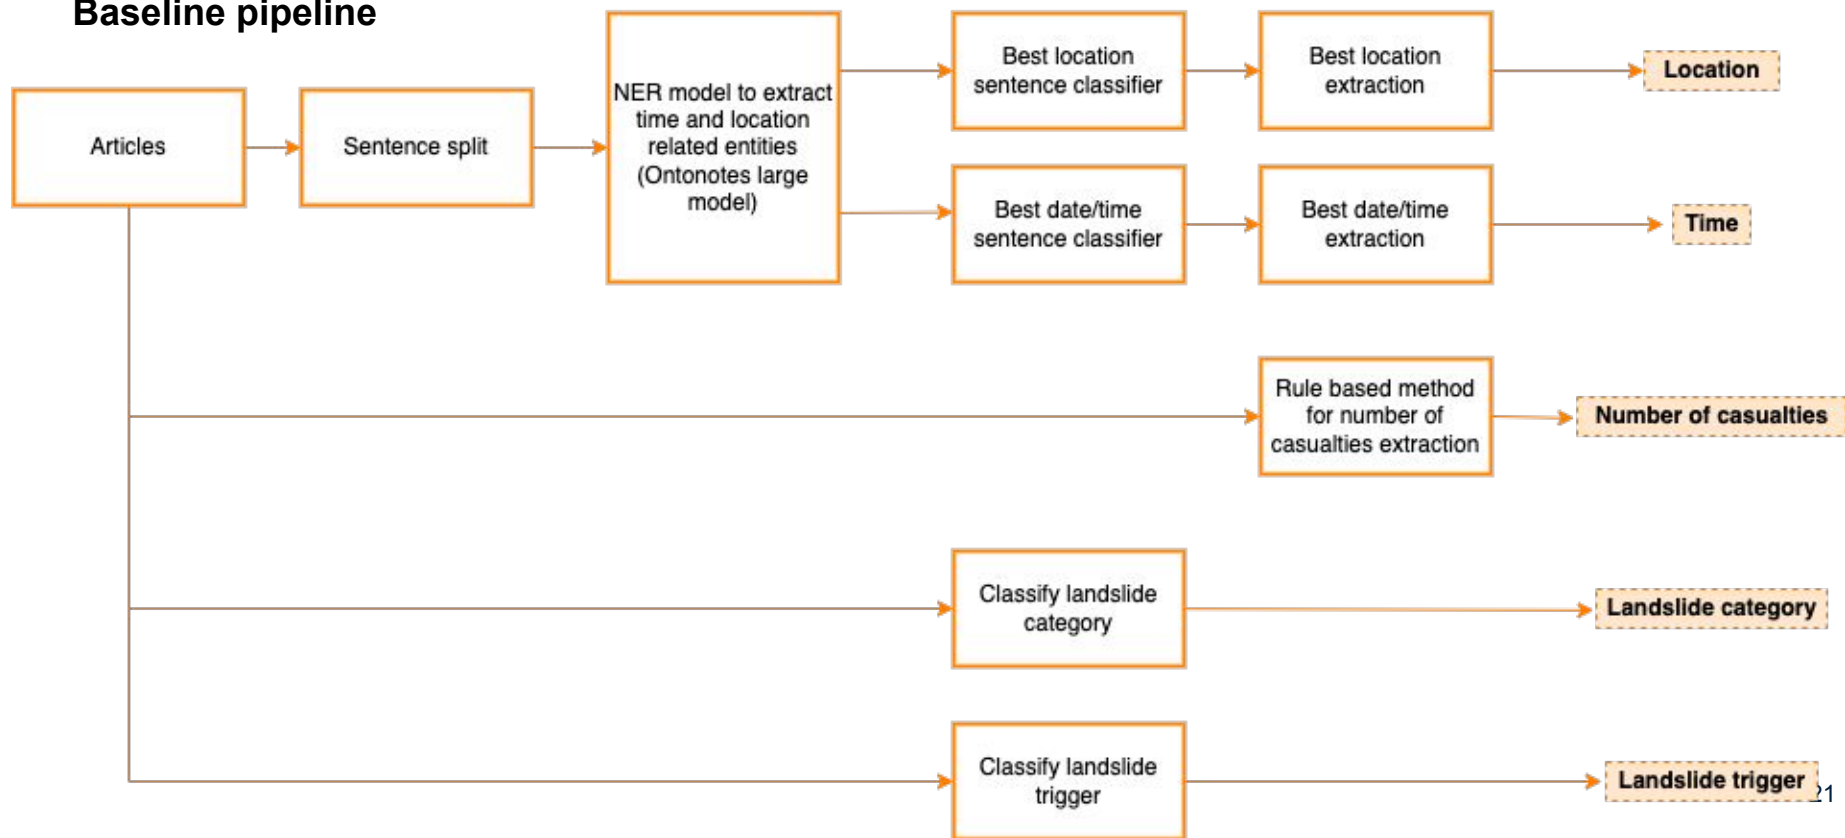 Baseline pipeline
Articles
Sentence split
NER model to extract
time and location
related entities
(Ontonotes large
model)
Best location
sentence classifier
Best location
extraction
Location
Best date/time
sentence classifier
Best date/time
extraction
Time
Rule based method
for number of
casualties extraction
Number of casualties
Classify landslide
category
Landslide category
Classify landslide
trigger
Landslide trigger
21